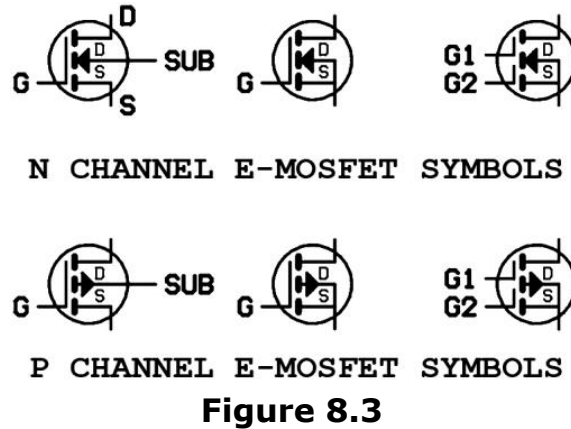 D
D
SUB
G
S
S
D
G
S
G1
D
G2
S
N CHANNEL E-MOSFET SYMBOLS
D
SUB
G
S
D
G
S
G1
D
G2
S
P CHANNEL E-MOSFET SYMBOLS
Figure 8.3